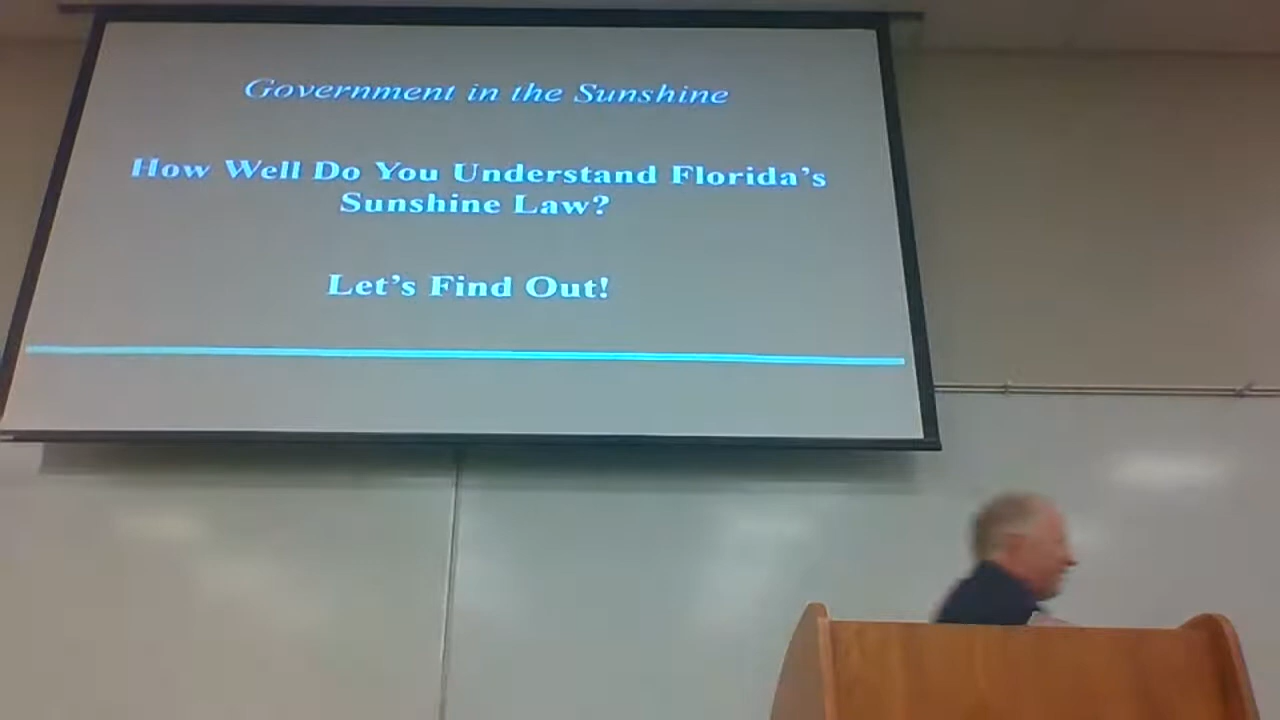 Government in the Sunshine
How Well Do You Understand Florida's
Sunshine Law?
Let's Find Out!